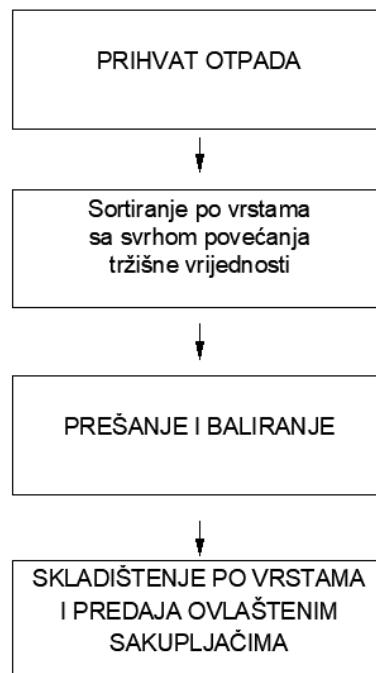 PRIHVAT OTPADA
Sortiranje po vrstama
sa svrhom povećanja
tržišne vrijednosti
PREŠANJE I BALIRANJE
SKLADIŠTENJE PO VRSTAMA
I PREDAJA OVLAŠTENIM
SAKUPLJAČIMA